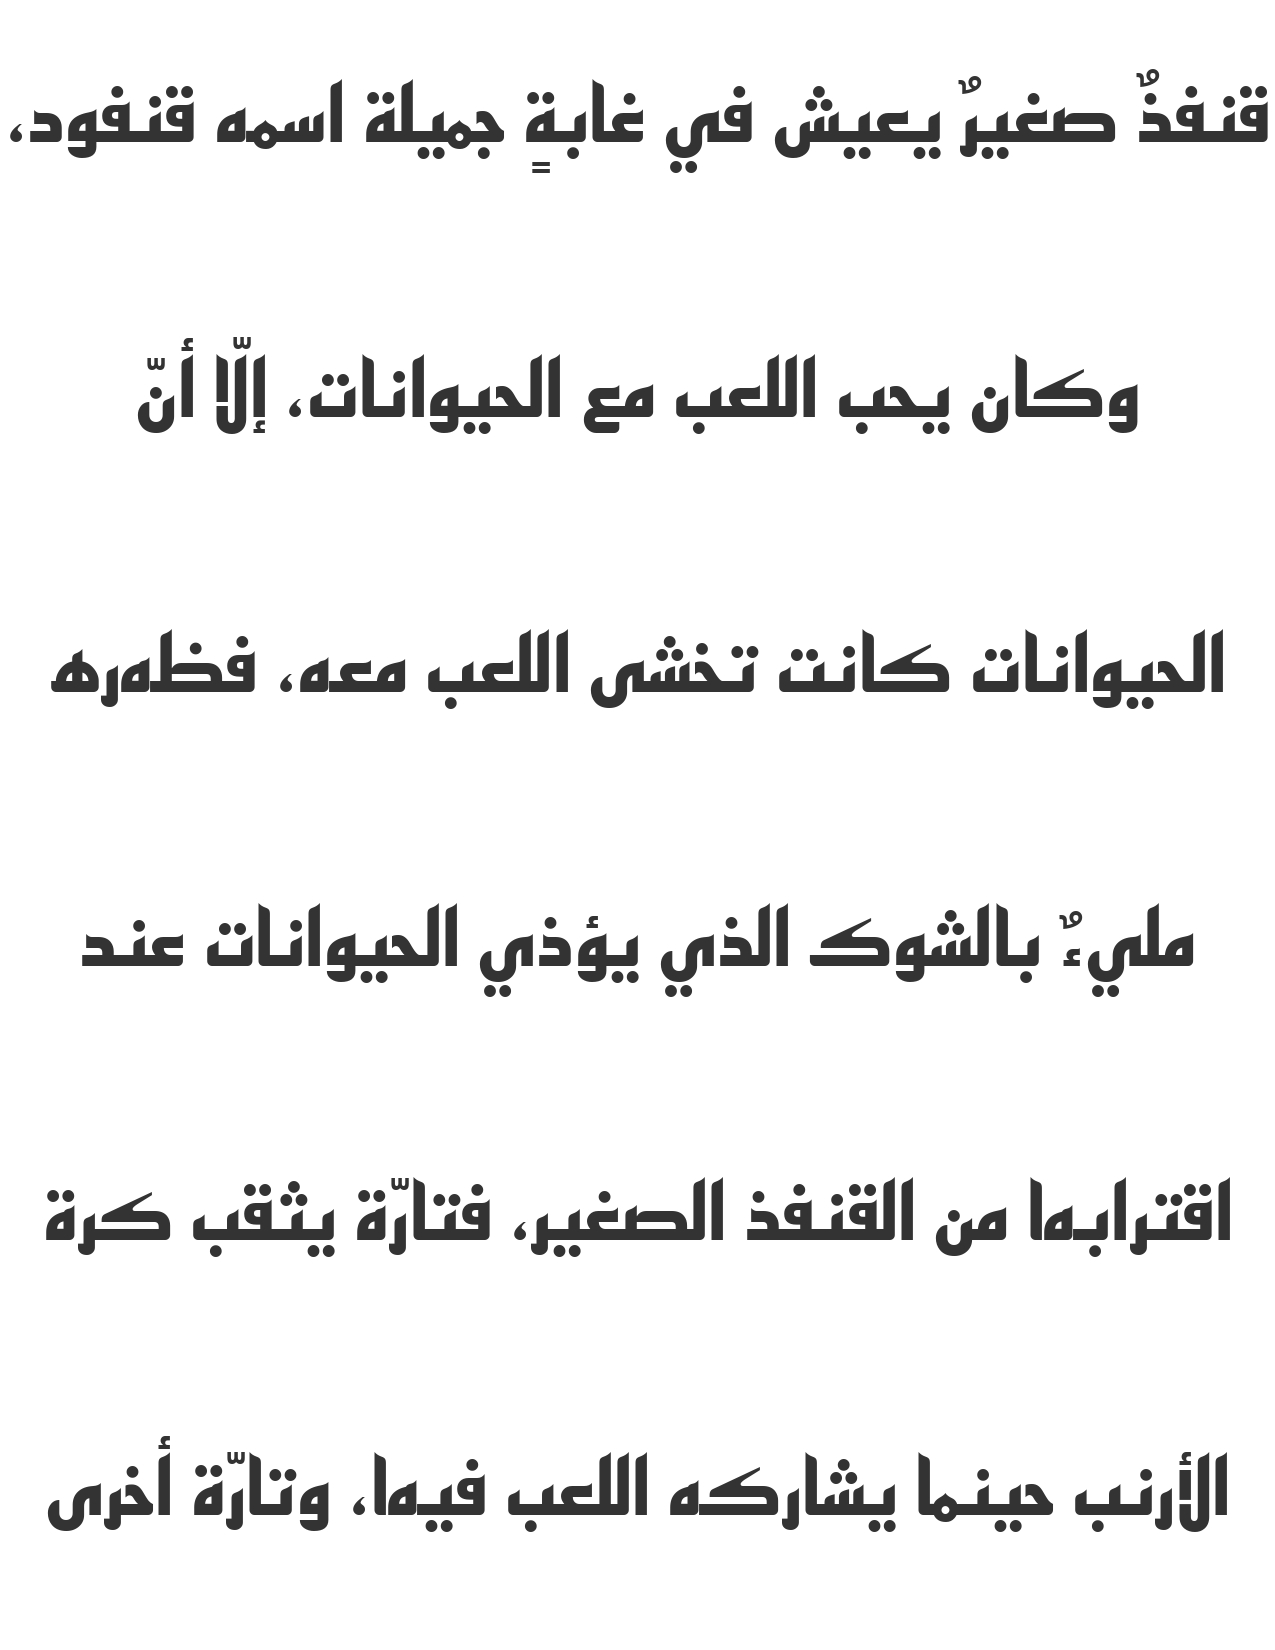 قنفذٌ صغيرٌ يعيش في غابةٍ جميلة اسمه قنفود،
وكان يحب اللعب مع الحيوانات، إلّا أنّ
الحيوانات كانت تخشى اللعب معه، فظهره
مليءٌ بالشوك الذي يؤذي الحيوانات عند
اقترابها من القنفذ الصغير، فتارّة يثقب كرة
الأرنب حينما يشاركه اللعب فيها، وتارّة أخرى